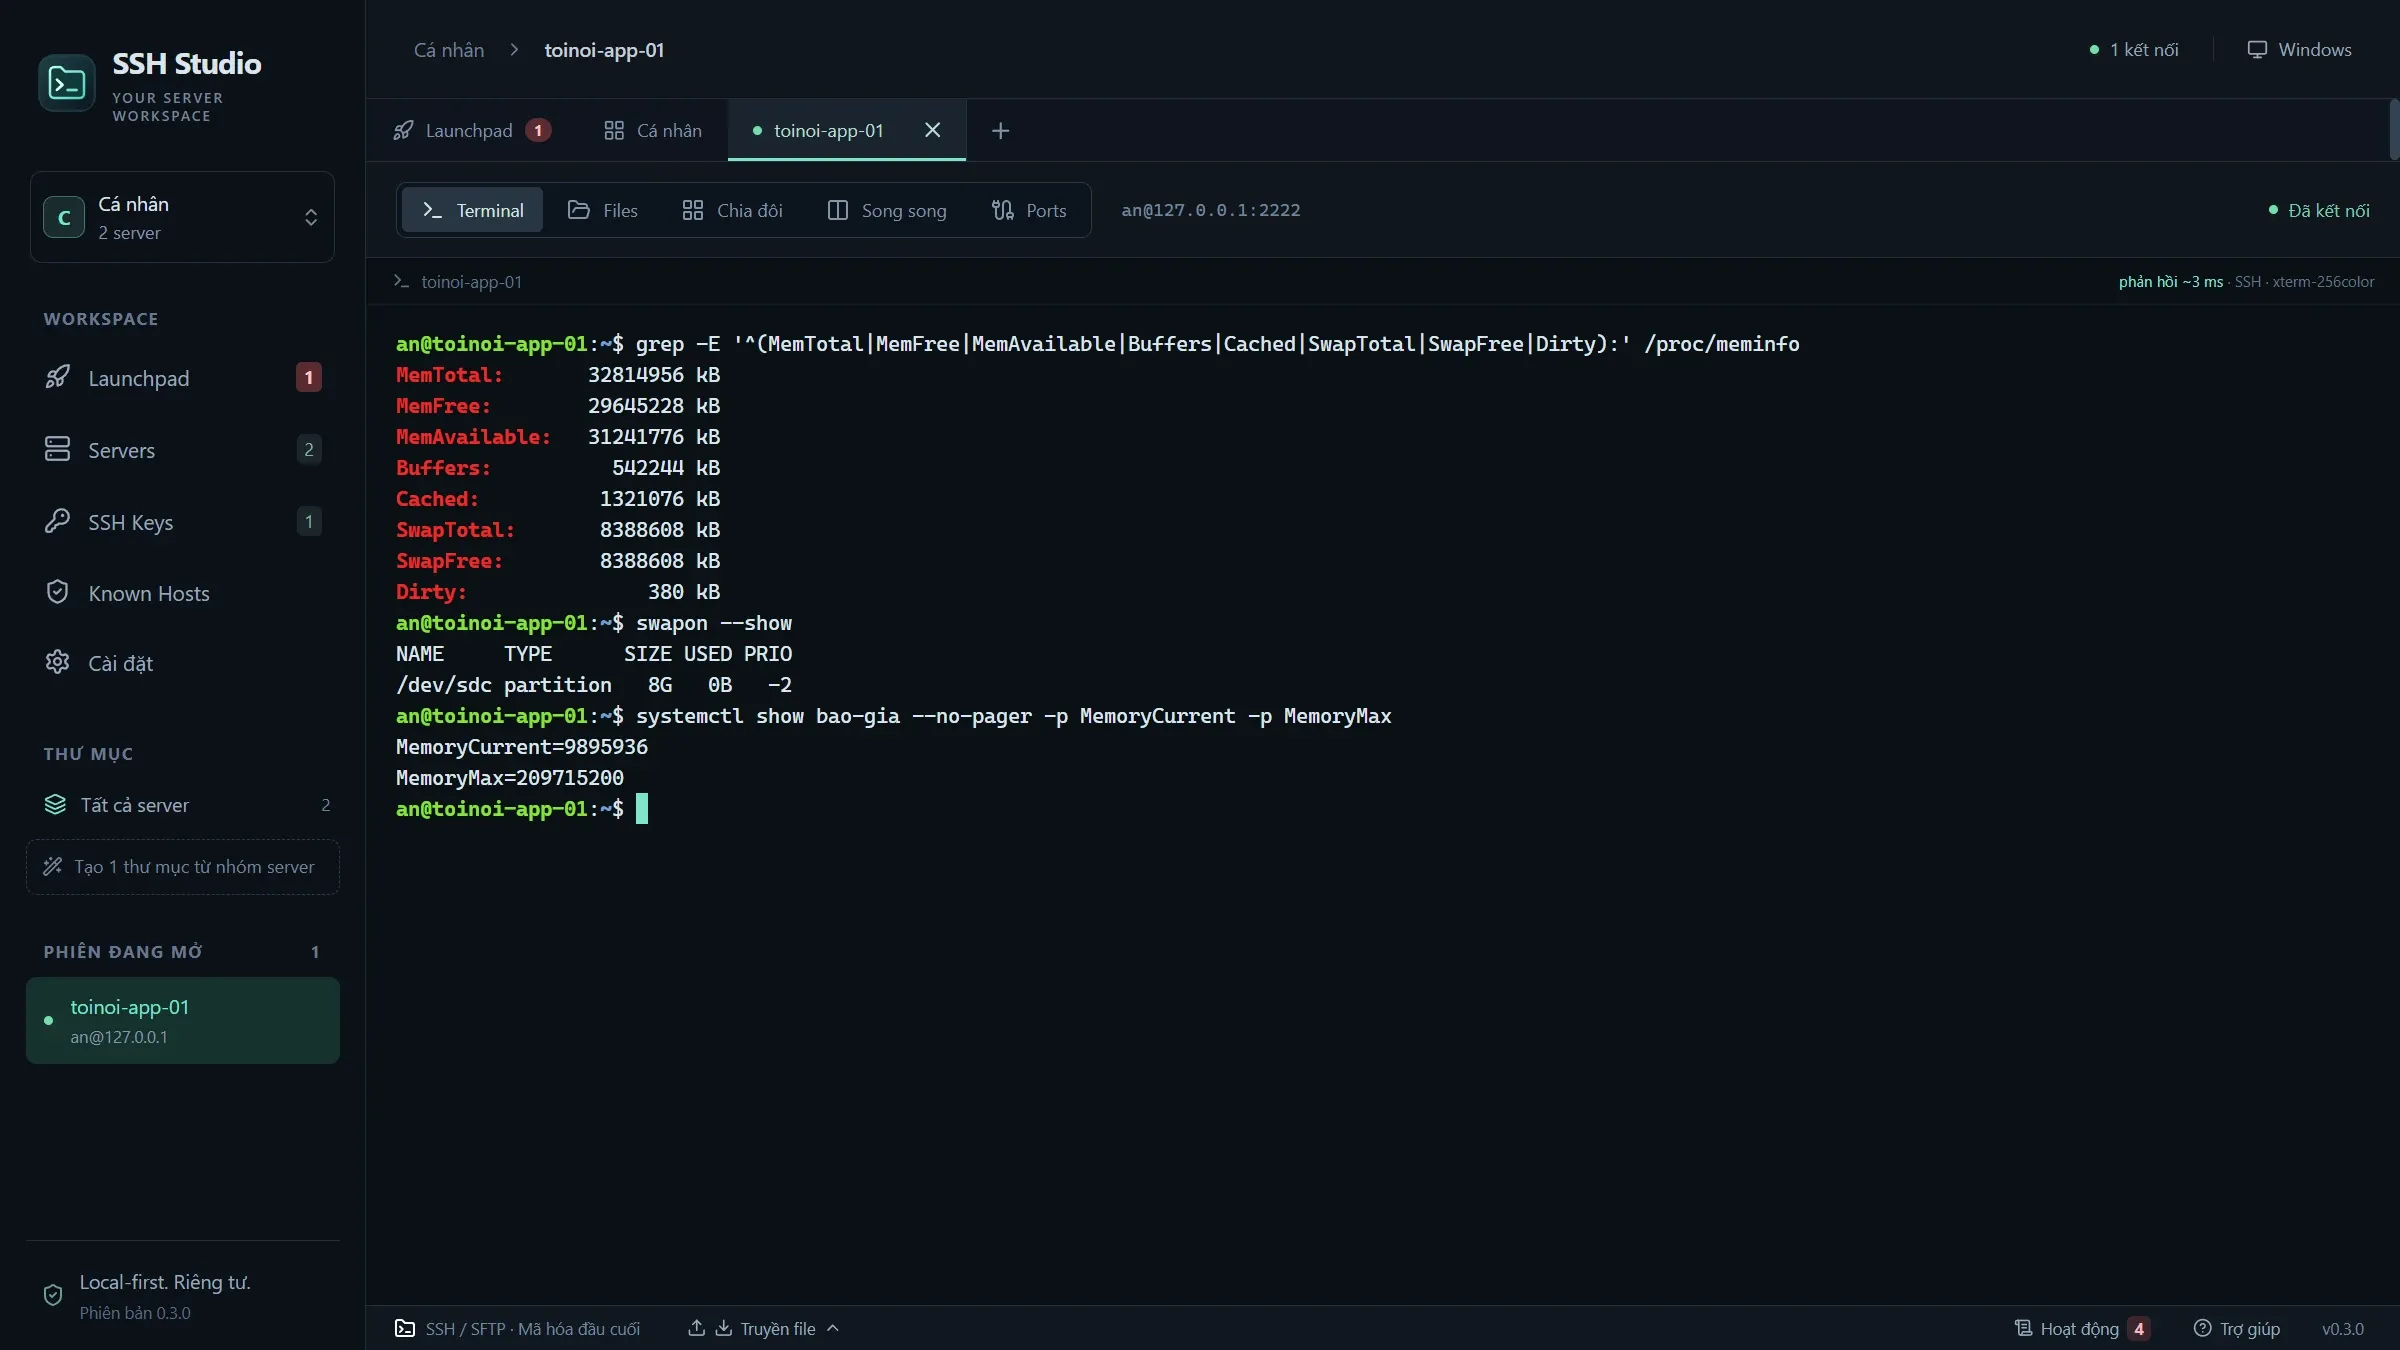 SSH Studio
YOUR SERVER
WORKSPACE
C
Cá nhân
2 server
WORKSPACE
Launchpad 1
Servers 2
SSH Keys 1
Known Hosts
Cài đặt
THƯ MỤC
Tất cả server 2
Tạo 1 thư mục từ nhóm server
PHIÊN ĐANG MỞ 1
toinoi-app-01
an@127.0.0.1
Local-first. Riêng tư.
Phiên bản 0.3.0
Cá nhân > toinoi-app-01
1 kết nối
Windows
Launchpad 1
Cá nhân
toinoi-app-01
Terminal
Files
Chia đôi
Song song
Ports
an@127.0.0.1:2222
Đã kết nối
toinoi-app-01
phản hồi ~3 ms · SSH · xterm-256color
an@toinoi-app-01:~$ grep -E '^(MemTotal|MemFree|MemAvailable|Buffers|Cached|SwapTotal|SwapFree|Dirty):' /proc/meminfo
MemTotal:       32814956 kB
MemFree:        29645228 kB
MemAvailable:   31241776 kB
Buffers:          542244 kB
Cached:          1321076 kB
SwapTotal:       8388608 kB
SwapFree:        8388608 kB
Dirty:               380 kB
an@toinoi-app-01:~$ swapon --show
NAME     TYPE      SIZE USED PRIO
/dev/sdc partition   8G   0B   -2
an@toinoi-app-01:~$ systemctl show bao-gia --no-pager -p MemoryCurrent -p MemoryMax
MemoryCurrent=9895936
MemoryMax=209715200
an@toinoi-app-01:~$
SSH / SFTP · Mã hóa đầu cuối
Truyền file
Hoạt động 4
Trợ giúp
v0.3.0